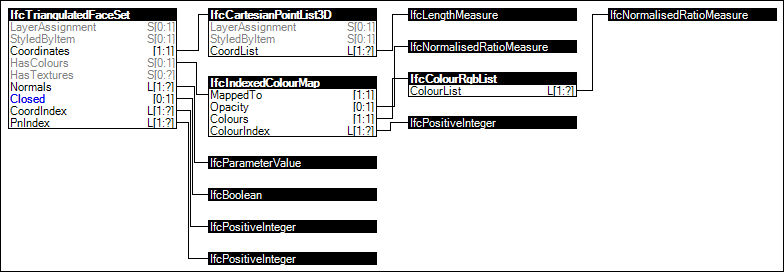 IfcTriangulatedFaceSet
LayerAssignment S[0:1]
StyledByItem S[0:1]
Coordinates [1:1]
HasColours S[0:1]
HasTextures S[0:?]
Normals L[1:?]
Closed [0:1]
CoordIndex L[1:?]
PnIndex L[1:?]
IfcCartesianPointList3D
LayerAssignment S[0:1]
StyledByItem S[0:1]
CoordList L[1:?]
IfcIndexedColourMap
MappedTo [1:1]
Opacity [0:1]
Colours [1:1]
ColourIndex L[1:?]
IfcParameterValue
IfcBoolean
IfcPositiveInteger
IfcPositiveInteger
IfcLengthMeasure
IfcNormalisedRatioMeasure
IfcColourRgbList
ColourList L[1:?]
IfcPositiveInteger
IfcNormalisedRatioMeasure